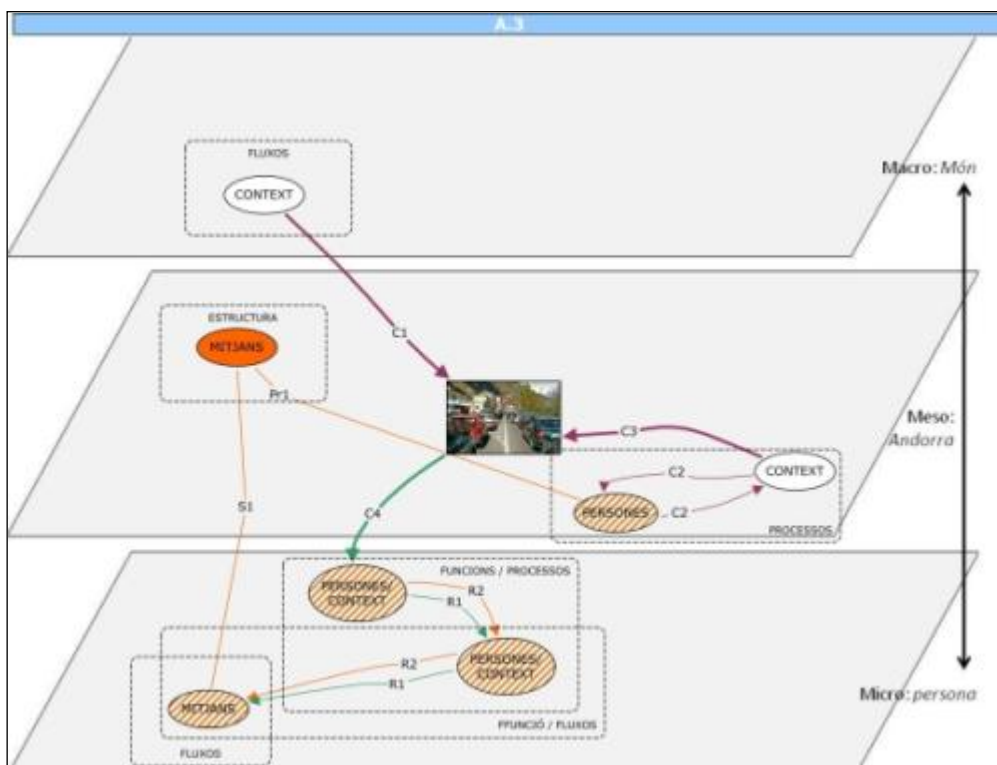 A.3
FLUXOS
CONTEXT
Macro: Món
C1
ESTRUCTURA
MITJANS
Pr1
C3
Meso:
Andorra
CONTEXT
C2
PERSONES
C2
PROCESSOS
S1
C4
FUNCIONS / PROCESSOS
PERSONES/
CONTEXT
R2
R1
PERSONES/
CONTEXT
R2
R1
Micro: persona
MITJANS
FFUNCIÓ / FLUXOS
FLUXOS